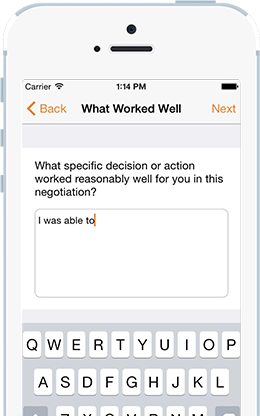 Carrier 1:14 PM
Back What Worked Well Next
What specific decision or action
worked reasonably well for you in this
negotiation?
I was able to
Q W E R T Y U I O P
A S D F G H J K L
Z X C V B N M